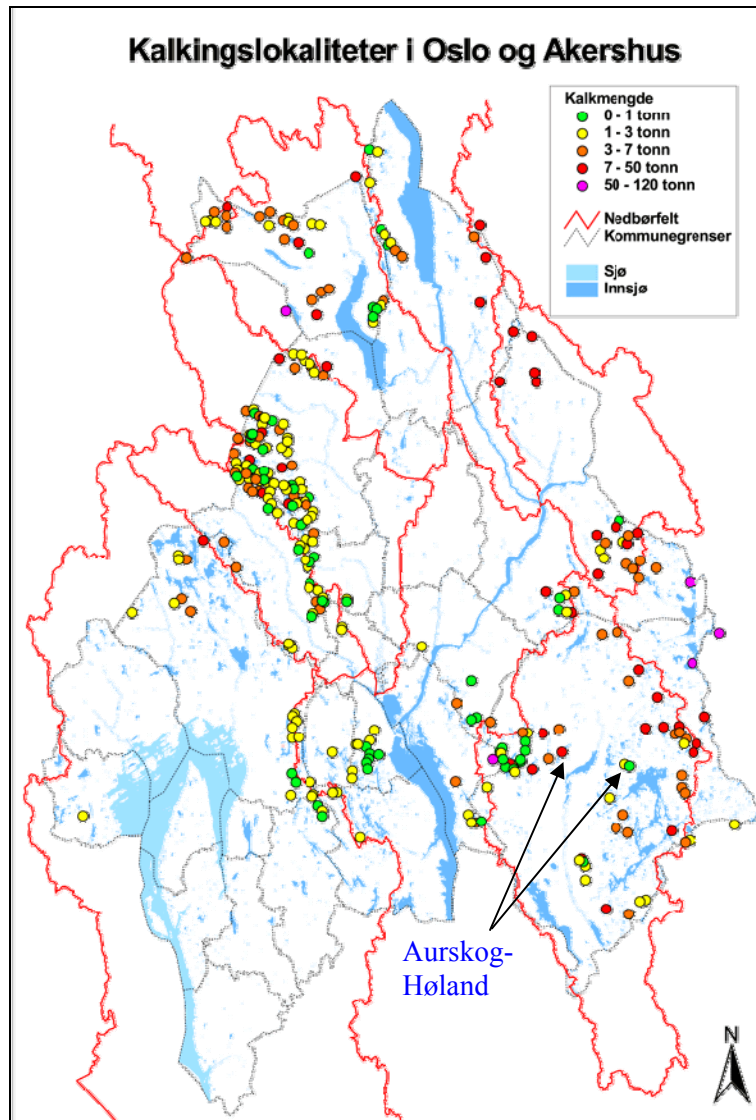 Kalkingslokaliteter i Oslo og Akershus
Kalkmengde
0 - 1 tonn
1 - 3 tonn
3 - 7 tonn
7 - 50 tonn
50 - 120 tonn
Nedbørfelt
Kommunegrenser
Sjø
Innsjø
Aurskog-
Høland
N